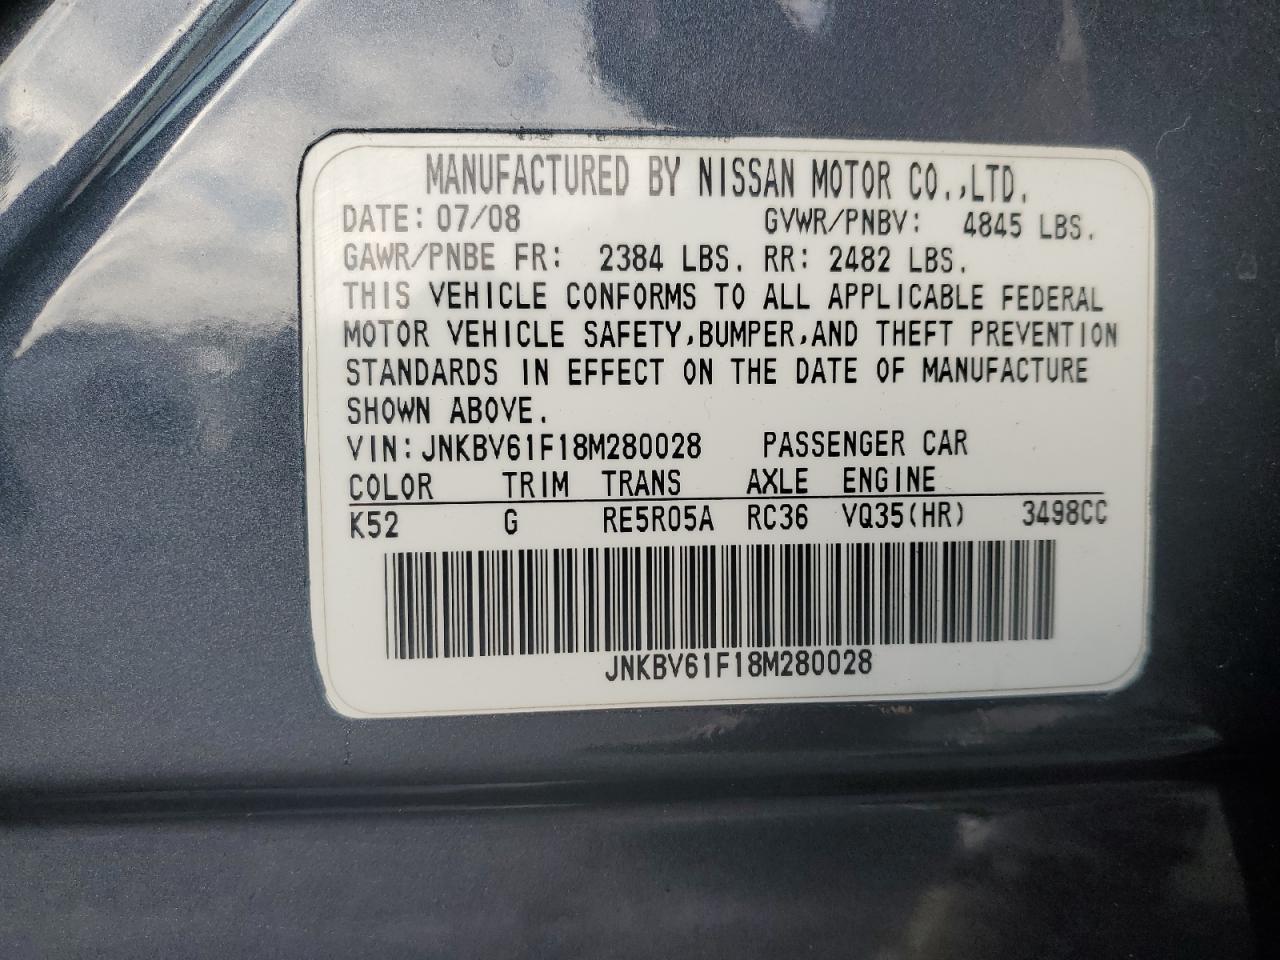 MANUFACTURED BY NISSAN MOTOR CO.,LTD.
DATE: 07/08 GVWR/PNBV: 4845 LBS.
GAWR/PNBE FR: 2384 LBS. RR: 2482 LBS.
THIS VEHICLE CONFORMS TO ALL APPLICABLE FEDERAL
MOTOR VEHICLE SAFETY,BUMPER,AND THEFT PREVENTION
STANDARDS IN EFFECT ON THE DATE OF MANUFACTURE
SHOWN ABOVE.
VIN:JNKBV61F18M280028 PASSENGER CAR
COLOR TRIM TRANS AXLE ENGINE
K52 G RE5R05A RC36 VQ35(HR) 3498CC
JNKBV61F18M280028